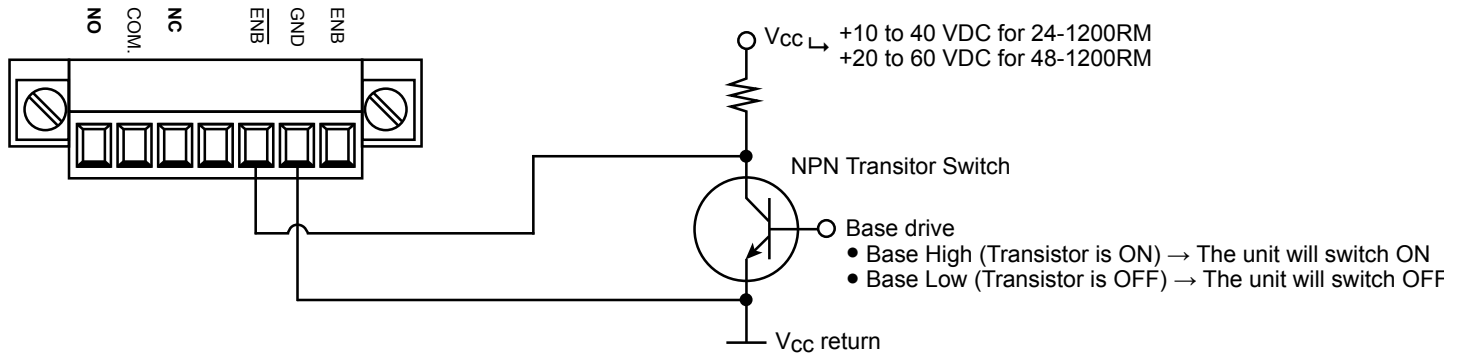 NO
COM.
NC
ENB
GND
ENB
Vcc ↳ +10 to 40 VDC for 24-1200RM
+20 to 60 VDC for 48-1200RM
NPN Transitor Switch
Base drive
• Base High (Transistor is ON) → The unit will switch ON
• Base Low (Transistor is OFF) → The unit will switch OFF
Vcc return